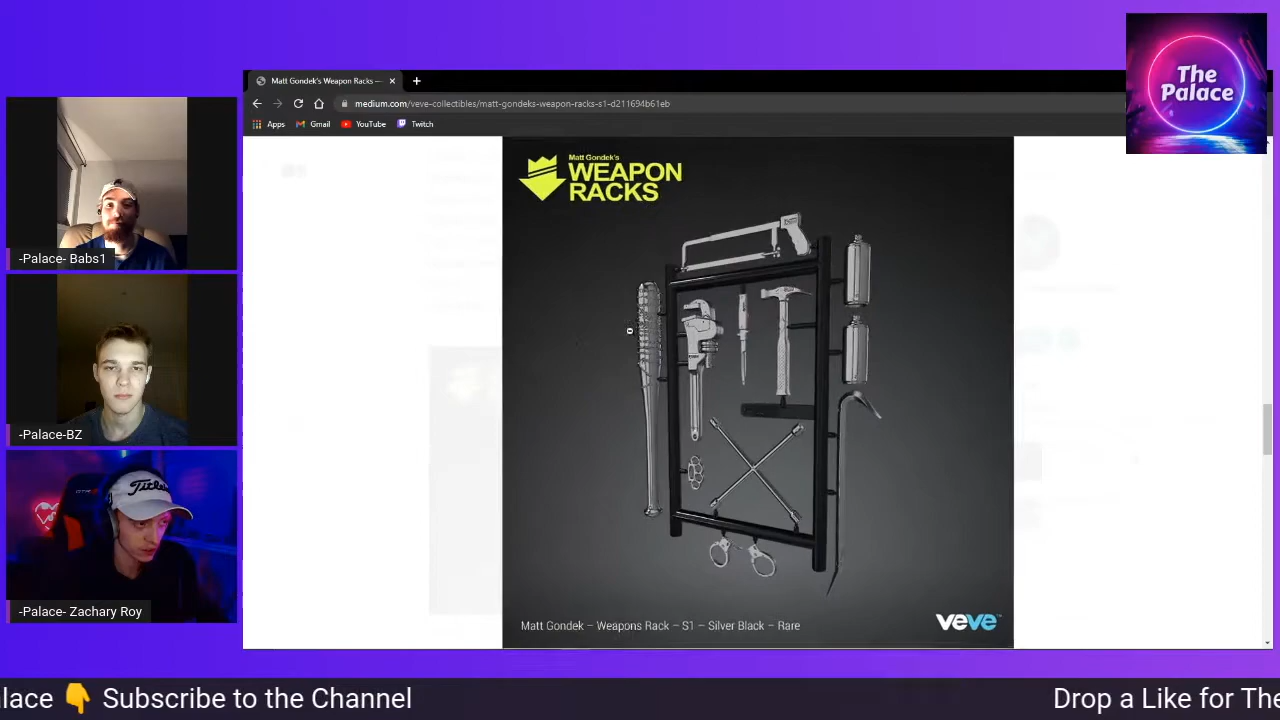 The
Palace
Matt Gondek's Weapon Racks —
medium.com/veve-collectibles/matt-gondeks-weapon-racks-s1-d211694b61eb
Apps Gmail YouTube Twitch
Matt Gondek's
WEAPON
RACKS
-Palace- Babs1
-Palace-BZ
Titleist
-Palace- Zachary Roy
Matt Gondek – Weapons Rack – S1 – Silver Black – Rare
veve
alace 👇 Subscribe to the Channel
Drop a Like for The